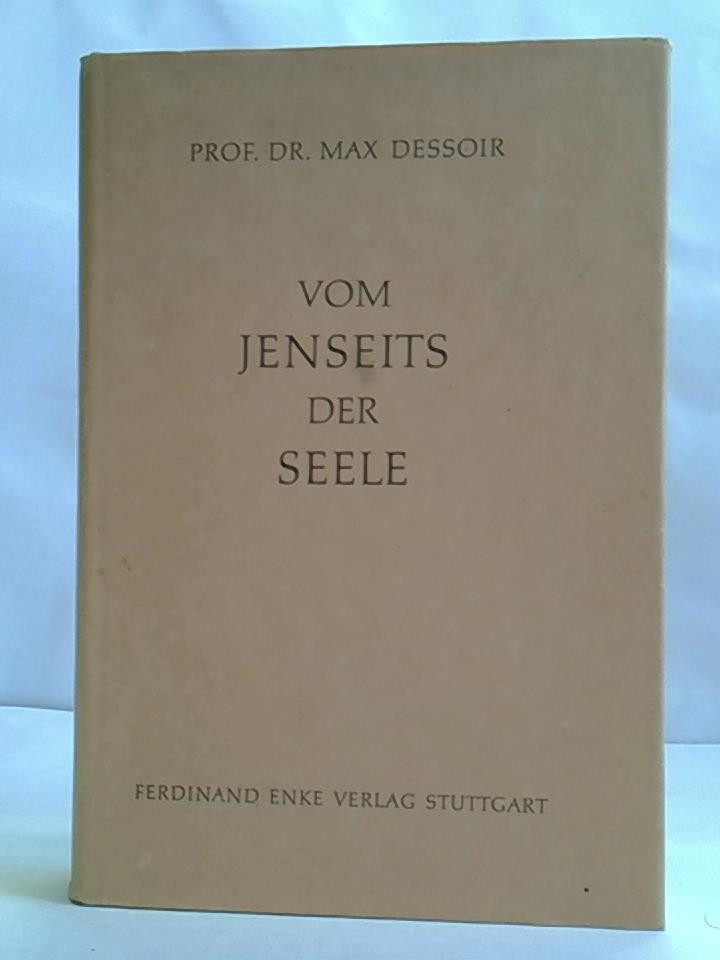 PROF. DR. MAX DESSOIR
VOM
JENSEITS
DER
SEELE
FERDINAND ENKE VERLAG STUTTGART